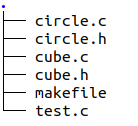 .
circle.c
circle.h
cube.c
cube.h
makefile
test.c